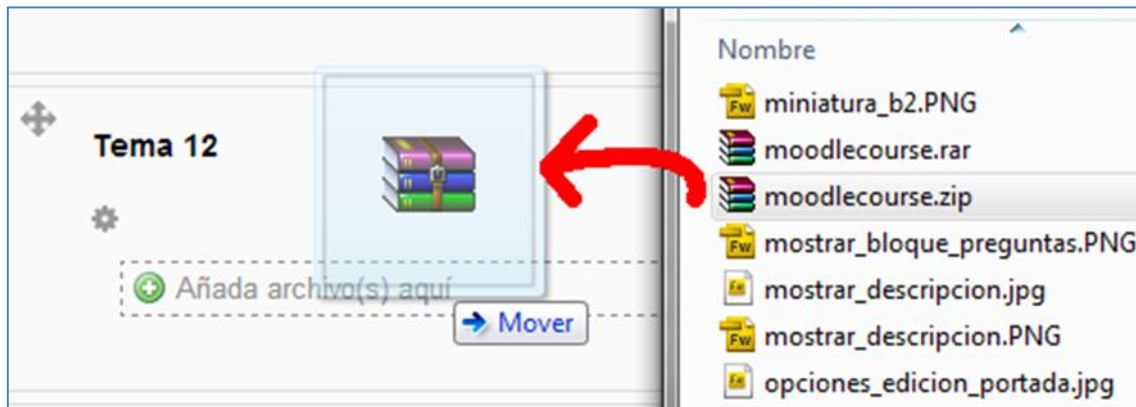 Tema 12
Añada archivo(s) aquí
Mover
Nombre
miniatura_b2.PNG
moodlecourse.rar
moodlecourse.zip
mostrar_bloque_preguntas.PNG
mostrar_descripcion.jpg
mostrar_descripcion.PNG
opciones_edicion_portada.jpg